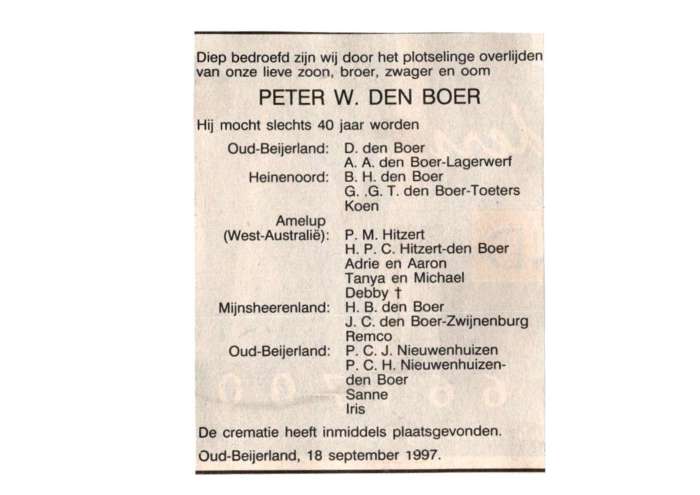 Diep bedroefd zijn wij door het plotselinge overlijden
van onze lieve zoon, broer, zwager en oom
PETER W. DEN BOER
Hij mocht slechts 40 jaar worden
Oud-Beijerland: D. den Boer
A. A. den Boer-Lagerwerf
Heinenoord: B. H. den Boer
G. .G. T. den Boer-Toeters
Koen
Amelup
(West-Australië): P. M. Hitzert
H. P. C. Hitzert-den Boer
Adrie en Aaron
Tanya en Michael
Debby †
Mijnsheerenland: H. B. den Boer
J. C. den Boer-Zwijnenburg
Remco
Oud-Beijerland: P. C. J. Nieuwenhuizen
P. C. H. Nieuwenhuizen-
den Boer
Sanne
Iris
De crematie heeft inmiddels plaatsgevonden.
Oud-Beijerland, 18 september 1997.